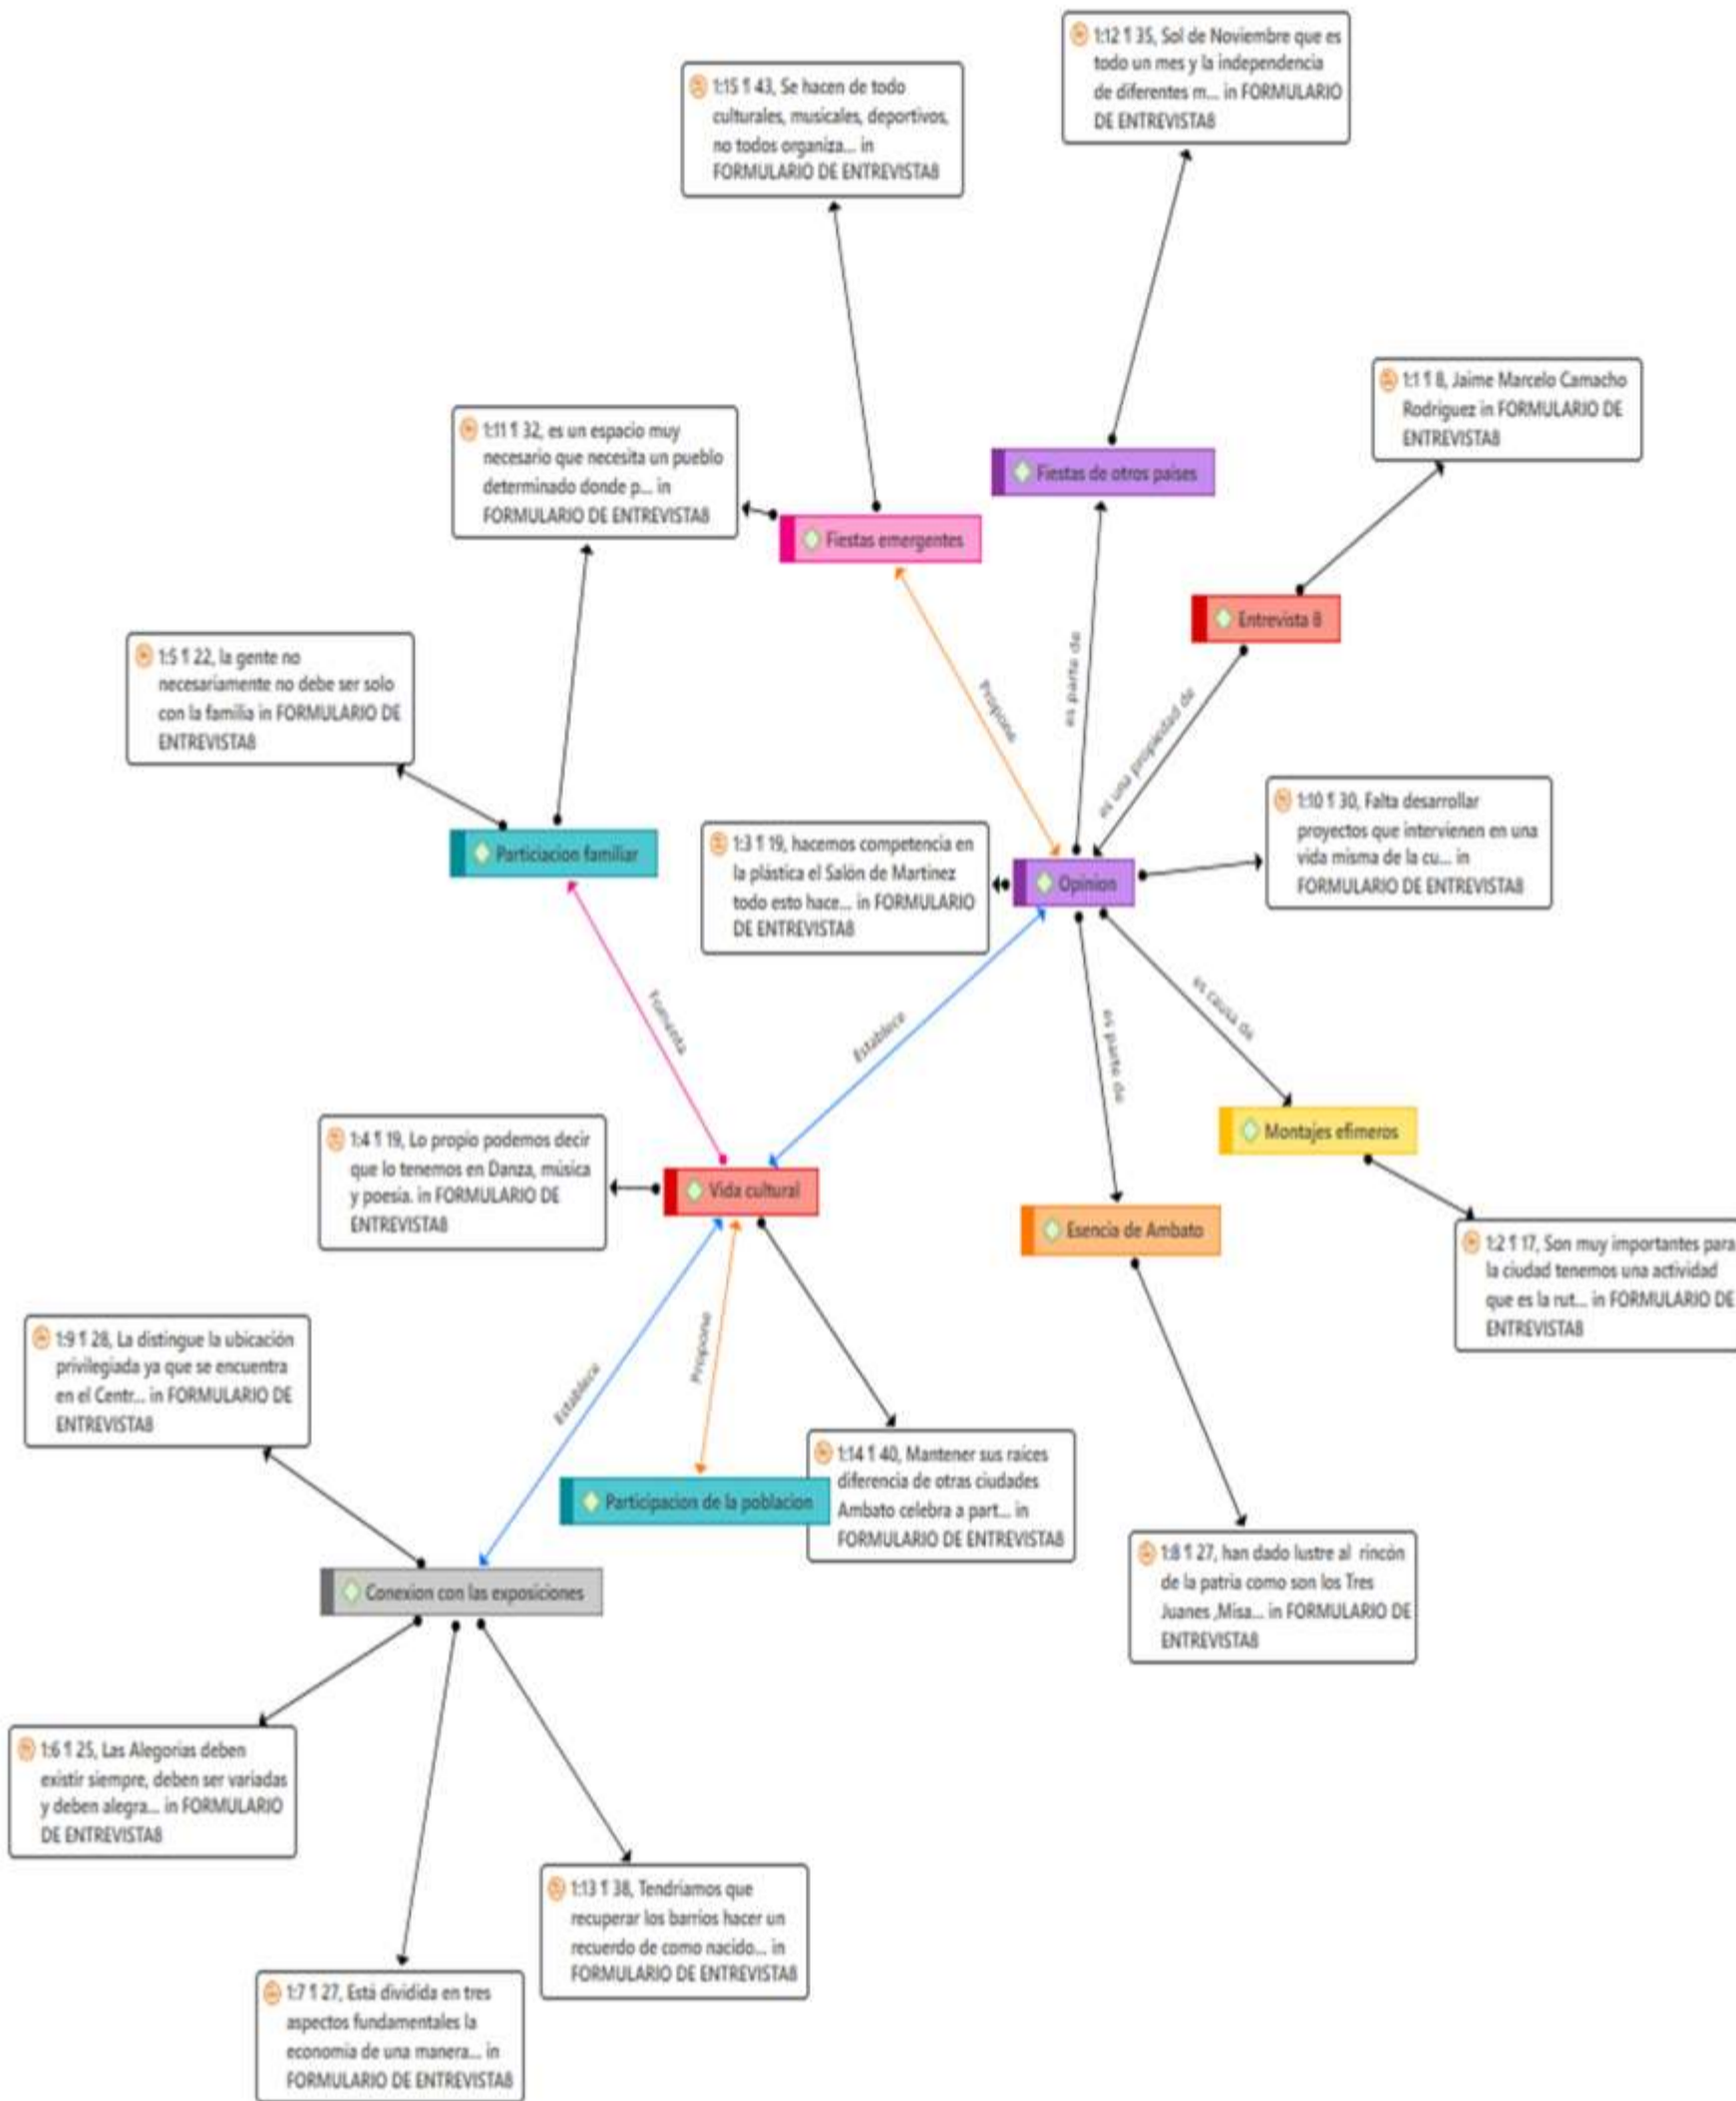 1:12 ¶ 35, Sol de Noviembre que es
todo un mes y la independencia
de diferentes m... in FORMULARIO
DE ENTREVISTA8
1:15 ¶ 43, Se hacen de todo
culturales, musicales, deportivos,
no todos organiza... in
FORMULARIO DE ENTREVISTA8
1:1 ¶ 8, Jaime Marcelo Camacho
Rodriguez in FORMULARIO DE
ENTREVISTA8
1:11 ¶ 32, es un espacio muy
necesario que necesita un pueblo
determinado donde p... in
FORMULARIO DE ENTREVISTA8
Fiestas de otros paises
Fiestas emergentes
Entrevista 8
1:5 ¶ 22, la gente no
necesariamente no debe ser solo
con la familia in FORMULARIO DE
ENTREVISTA8
Propone
es parte de
es una propiedad de
1:10 ¶ 30, Falta desarrollar
proyectos que intervienen en una
vida misma de la cu... in
FORMULARIO DE ENTREVISTA8
Particiacion familiar
1:3 ¶ 19, hacemos competencia en
la plástica el Salón de Martinez
todo esto hace... in FORMULARIO
DE ENTREVISTA8
Opinion
Fomenta
Establece
es parte de
es causa de
1:4 ¶ 19, Lo propio podemos decir
que lo tenemos en Danza, música
y poesia. in FORMULARIO DE
ENTREVISTA8
Vida cultural
Montajes efimeros
Esencia de Ambato
1:2 ¶ 17, Son muy importantes para
la ciudad tenemos una actividad
que es la rut... in FORMULARIO DE
ENTREVISTA8
1:9 ¶ 28, La distingue la ubicación
privilegiada ya que se encuentra
en el Centr... in FORMULARIO DE
ENTREVISTA8
Establece
Propone
1:14 ¶ 40, Mantener sus raices
diferencia de otras ciudades
Ambato celebra a part... in
FORMULARIO DE ENTREVISTA8
Participacion de la poblacion
1:8 ¶ 27, han dado lustre al rincón
de la patria como son los Tres
Juanes ,Misa... in FORMULARIO DE
ENTREVISTA8
Conexion con las exposiciones
1:6 ¶ 25, Las Alegorias deben
existir siempre, deben ser variadas
y deben alegra... in FORMULARIO
DE ENTREVISTA8
1:13 ¶ 38, Tendriamos que
recuperar los barrios hacer un
recuerdo de como nacido... in
FORMULARIO DE ENTREVISTA8
1:7 ¶ 27, Está dividida en tres
aspectos fundamentales la
economia de una manera... in
FORMULARIO DE ENTREVISTA8